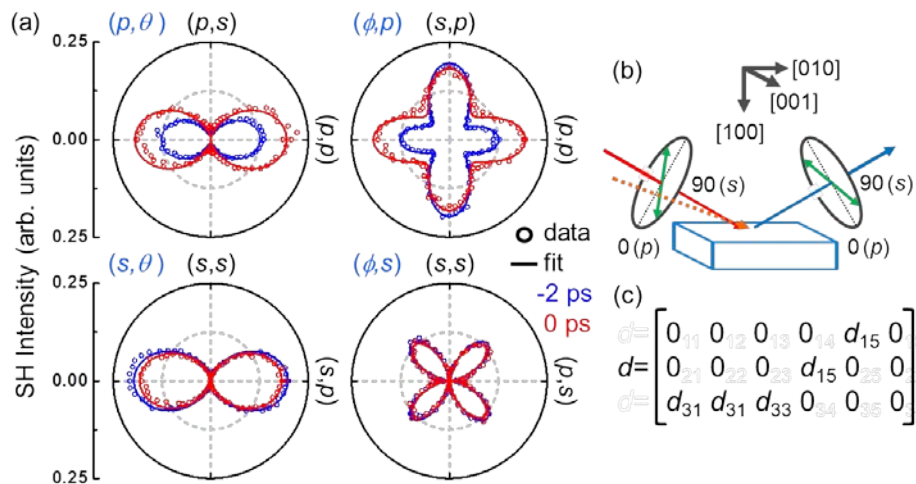 (a)
(p,θ) (p,s) (ϕ,p) (s,p)
0.25
0.00
0.25
(p,p)
(p,p)
SH Intensity (arb. units)
(s,θ) (s,s) (ϕ,s) (s,s)
0.25
0.00
0.25
(s,p)
(p,s)
data
fit
-2 ps
0 ps
(b)
[010]
[001]
[100]
90 (s)
90 (s)
0 (p)
0 (p)
(c)
d= 0₁₁ 0₁₂ 0₁₃ 0₁₄ d₁₅ 0
d= 0₂₁ 0₂₂ 0₂₃ d₁₅ 0₂₅ 0
d= d₃₁ d₃₁ d₃₃ 0₃₄ 0₃₅ 0